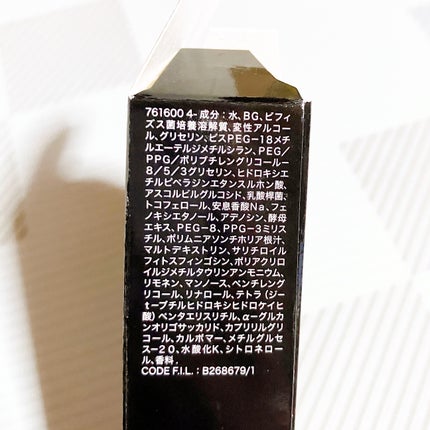 761600 4- 成分：水、BG、ビフィ
ズス菌培養溶解質、変性アルコー
ル、グリセリン、ビスPEG-18メチ
ルエーテルジメチルシラン、PEG/
PPG/ポリブチレングリコール-
8/5/3グリセリン、ヒドロキシエ
チルピペラジンエタンスルホン酸、
アスコルビルグルコシド、乳酸桿菌、
トコフェロール、安息香酸Na、フェ
ノキシエタノール、アデノシン、酵母
エキス、PEG-8、PPG-3ミリス
チル、ポリムニアソンチホリア根汁、
マルトデキストリン、サリチロイル
フィトスフィンゴシン、ポリアクリロ
イルジメチルタウリンアンモニウム、
リモネン、マンノース、ペンチレング
リコール、リナロール、テトラ（ジ-
t-ブチルヒドロキシヒドロケイヒ
酸）ペンタエリスリチル、α-グルカ
ンオリゴサッカリド、カプリリルグリ
コール、カルボマー、メチルグルセ
ス-20、水酸化K、シトロネロー
ル、香料 .
CODE F.I.L. : B268679/1